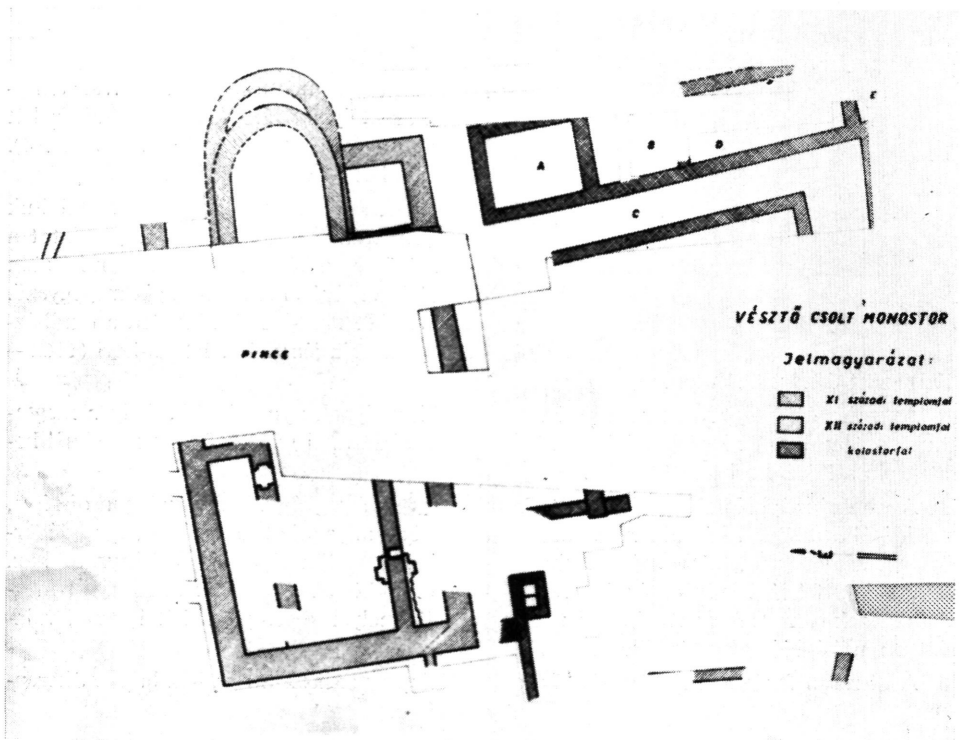 E
B
D
A
C
VÉSZTŐ CSOLT MONOSTOR
PINCE
Jelmagyarázat:
XI századi templomfal
XII századi templomfal
kolostorfal